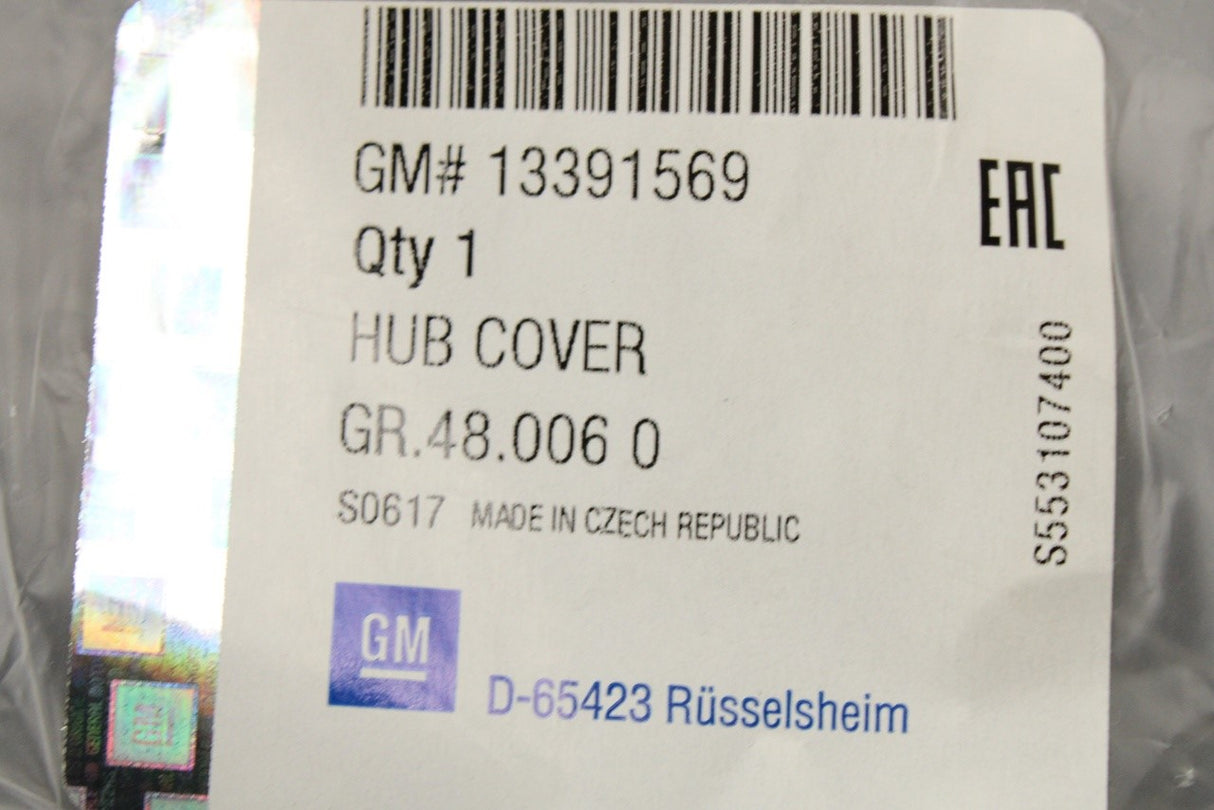 GM# 13391569
EAC
Qty 1
HUB COVER
GR.48.006 0
S0617 MADE IN CZECH REPUBLIC
S553107400
GM
D-65423 Rüsselsheim